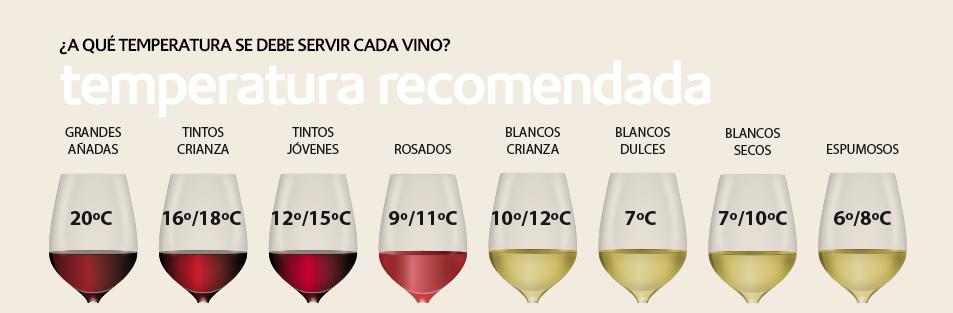 ¿A QUÉ TEMPERATURA SE DEBE SERVIR CADA VINO?
temperatura recomendada
GRANDES
AÑADAS
TINTOS
CRIANZA
TINTOS
JÓVENES
ROSADOS
BLANCOS
CRIANZA
BLANCOS
DULCES
BLANCOS
SECOS
ESPUMOSOS
20ºC
16º/18ºC
12º/15ºC
9º/11ºC
10º/12ºC
7ºC
7º/10ºC
6º/8ºC